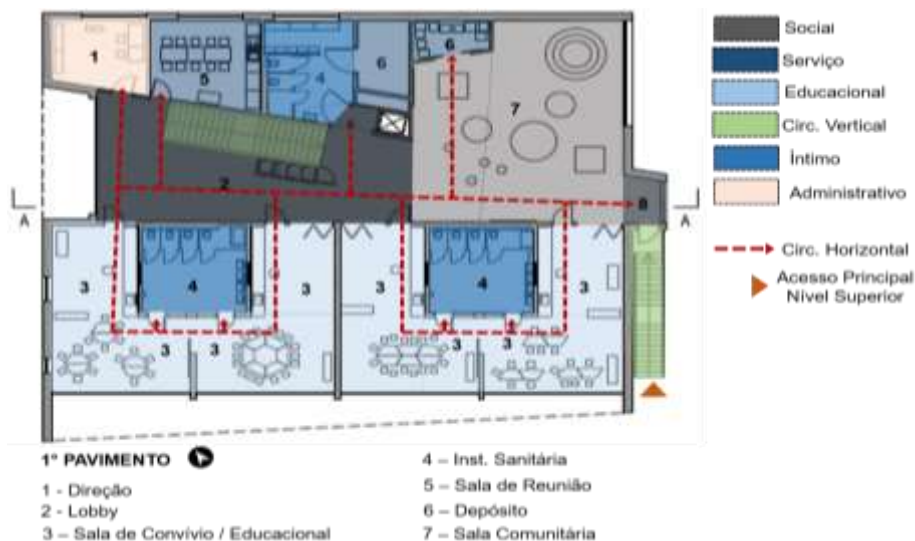 1
5
4
6
6
7
2
8
A
A
3
4
3
3
4
3
3
3
3
3
Social
Serviço
Educacional
Circ. Vertical
Íntimo
Administrativo
Circ. Horizontal
Acesso Principal
Nível Superior
1° PAVIMENTO
1 - Direção
2 - Lobby
3 – Sala de Convívio / Educacional
4 – Inst. Sanitária
5 – Sala de Reunião
6 – Depósito
7 – Sala Comunitária